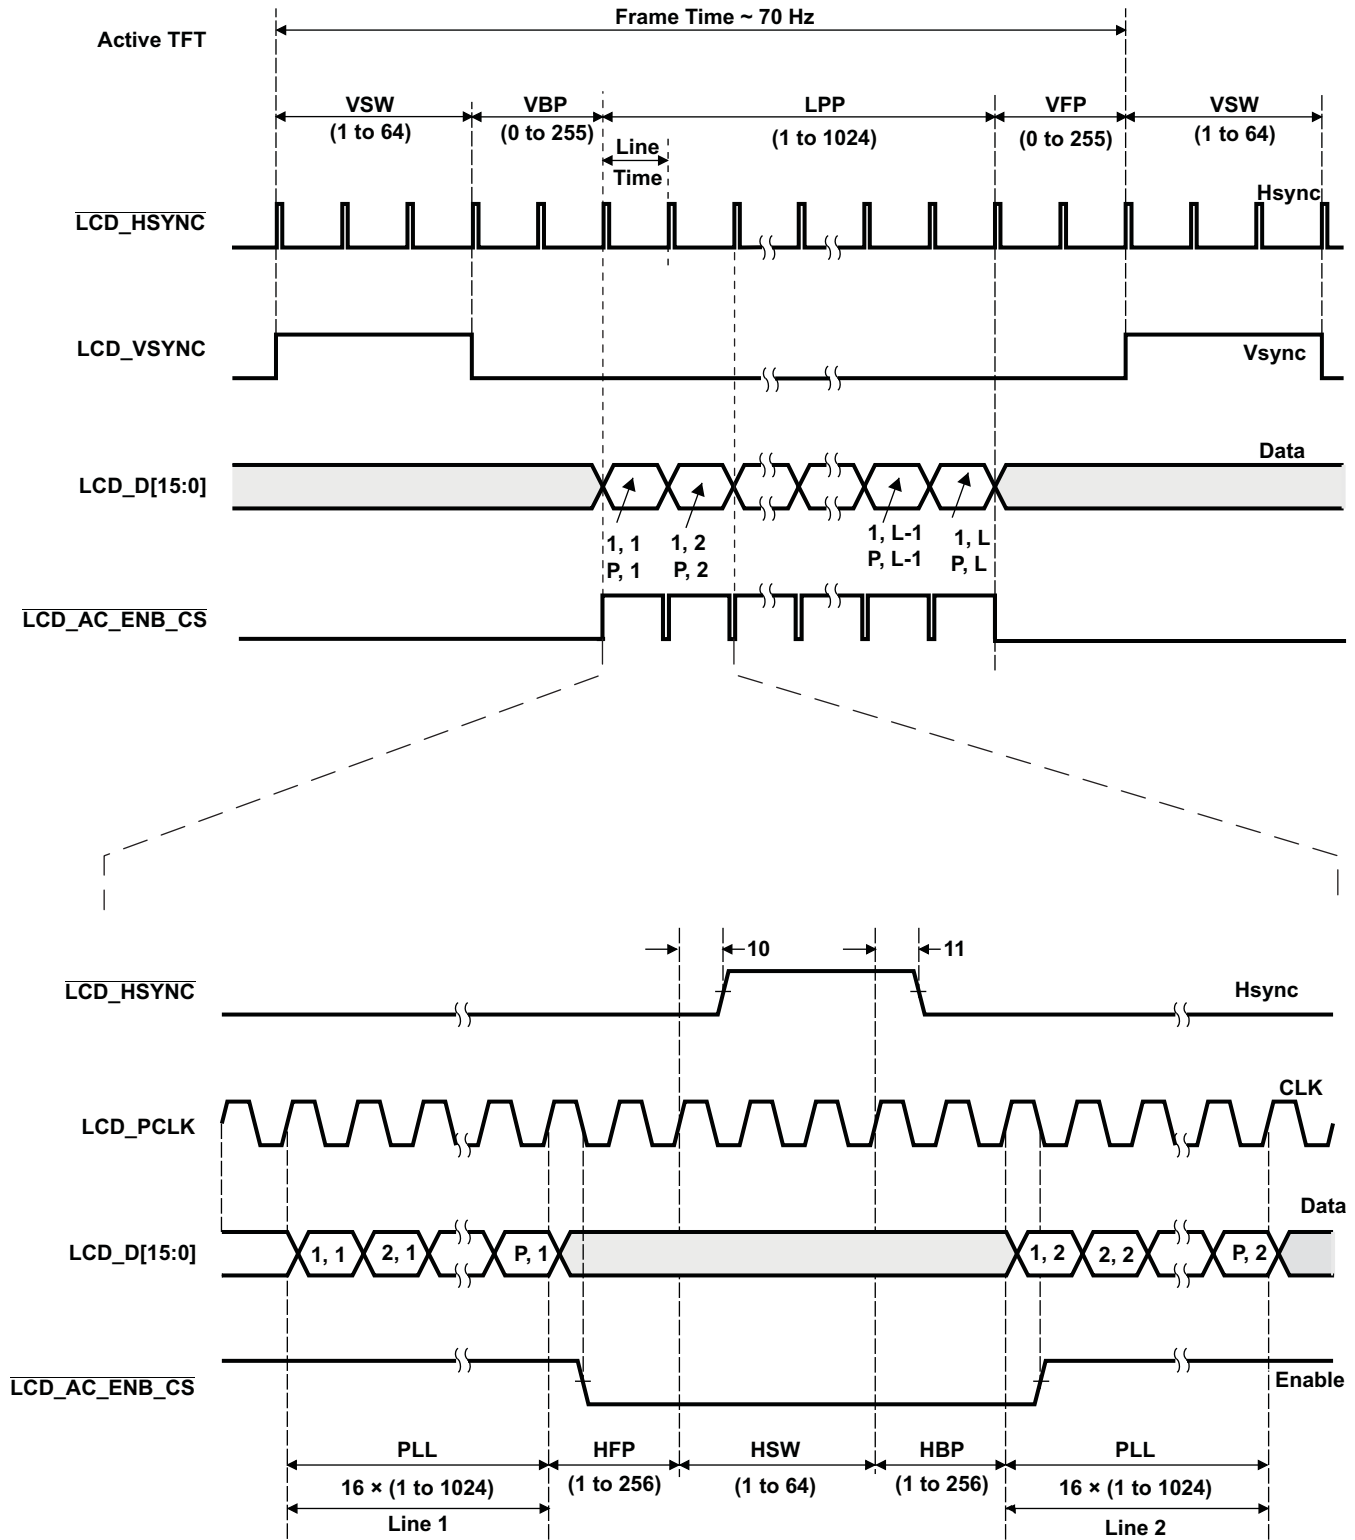 Frame Time ~ 70 Hz
Active TFT
VSW VBP LPP VFP VSW
(1 to 64) (0 to 255) (1 to 1024) (0 to 255) (1 to 64)
Line
Time
Hsync
LCD_HSYNC
LCD_VSYNC
Vsync
Data
LCD_D[15:0]
1, 1 1, 2 1, L-1 1, L
P, 1 P, 2 P, L-1 P, L
LCD_AC_ENB_CS
10 11
LCD_HSYNC
Hsync
CLK
LCD_PCLK
Data
LCD_D[15:0]
1, 1 2, 1 P, 1 1, 2 2, 2 P, 2
LCD_AC_ENB_CS
Enable
PLL HFP HSW HBP PLL
16 × (1 to 1024) (1 to 256) (1 to 64) (1 to 256) 16 × (1 to 1024)
Line 1 Line 2